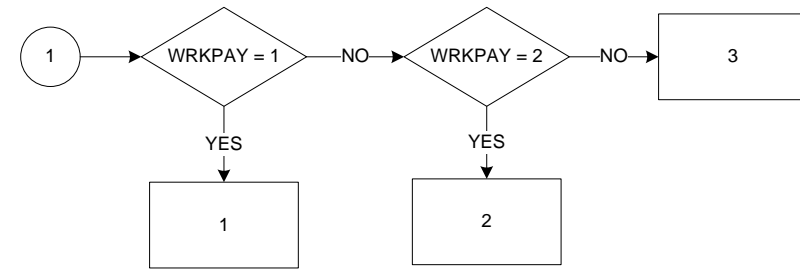 1
WRKPAY = 1
NO
WRKPAY = 2
NO
3
YES
YES
1
2